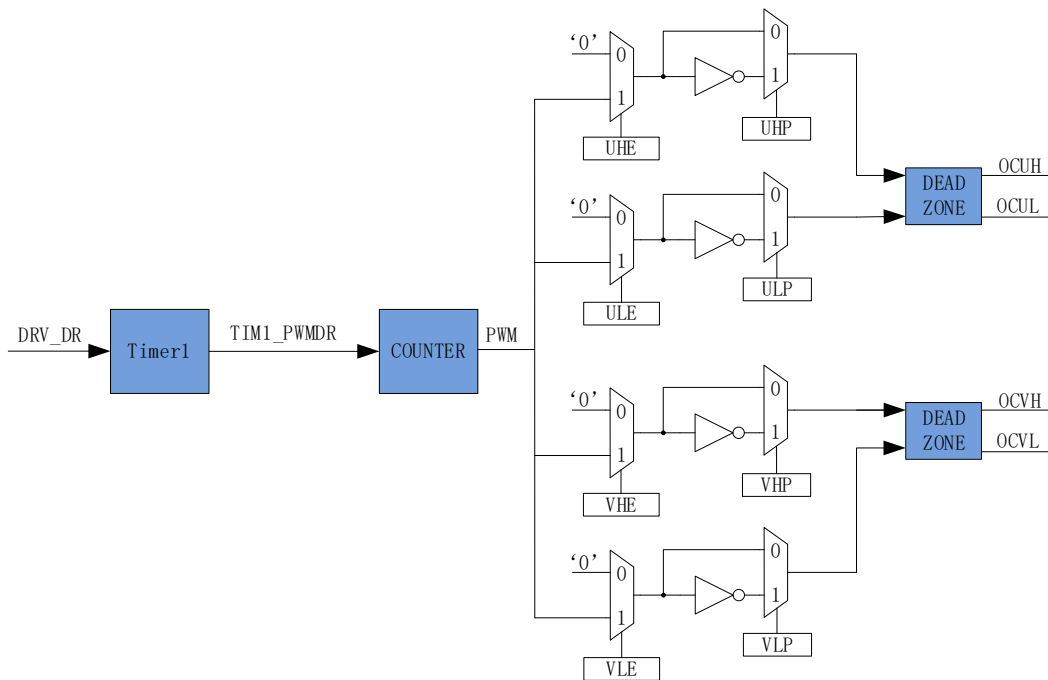 ‘0’
0
1
UHE
0
1
UHP
‘0’
0
1
ULE
0
1
ULP
DEAD
ZONE
OCUH
OCUL
DRV_DR
Timer1
TIM1_PWMDR
COUNTER
PWM
‘0’
0
1
VHE
0
1
VHP
DEAD
ZONE
OCVH
OCVL
‘0’
0
1
VLE
0
1
VLP